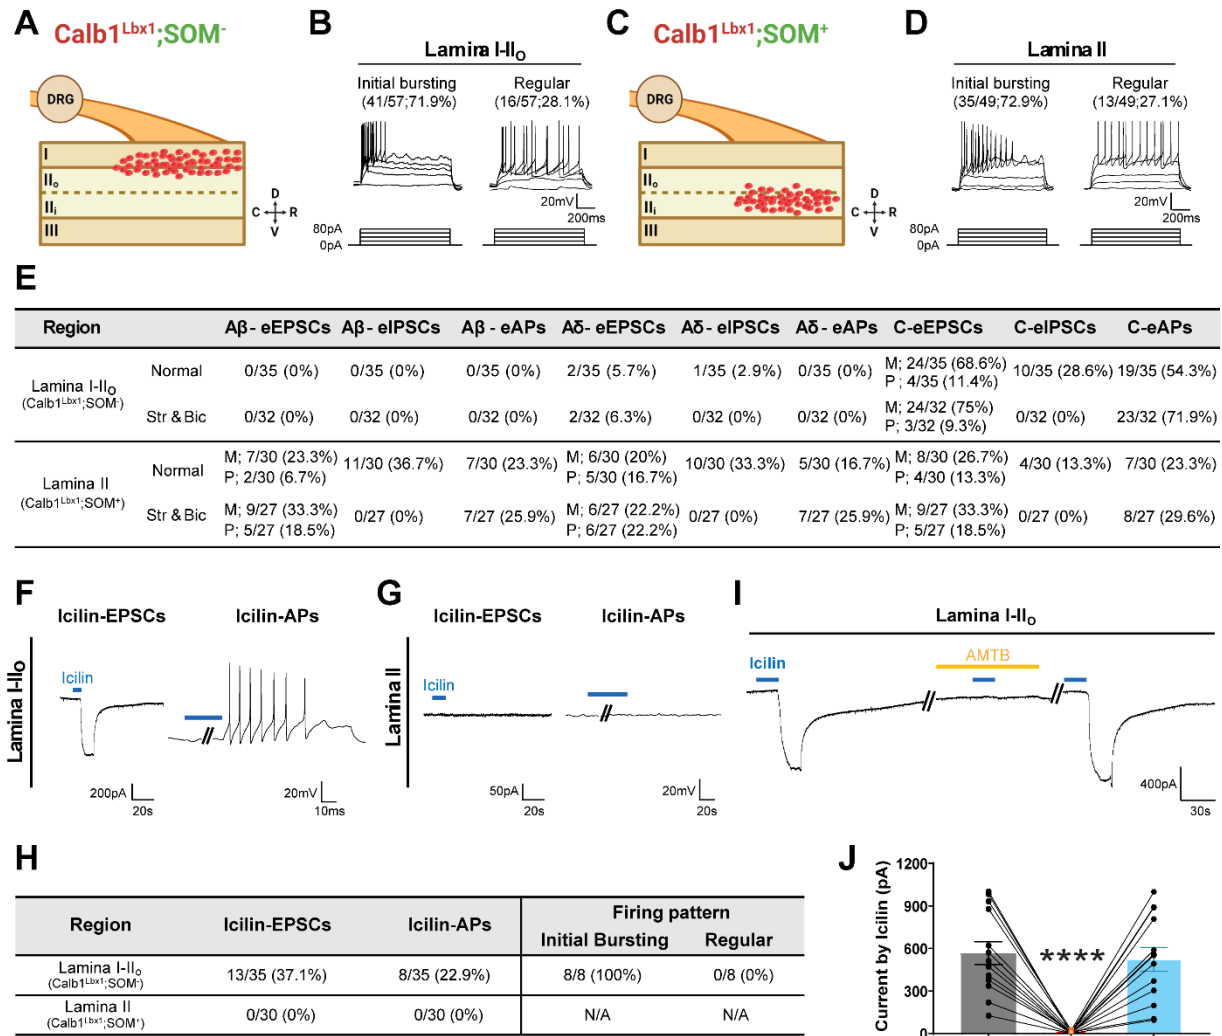 A
Calb1Lbx1;SOM-
DRG
I
IIo
IIi
III
D
C R
V
B
Lamina I-IIO
Initial bursting Regular
(41/57;71.9%) (16/57;28.1%)
20mV
200ms
80pA
0pA
C
Calb1Lbx1;SOM+
DRG
I
IIo
IIi
III
D
C R
V
D
Lamina II
Initial bursting Regular
(35/49;72.9%) (13/49;27.1%)
20mV
200ms
80pA
0pA
E
Region Aβ- eEPSCs Aβ- eIPSCs Aβ - eAPs Aδ- eEPSCs Aδ- eIPSCs Aδ - eAPs C-eEPSCs C-eIPSCs C-eAPs
Lamina I-IIO
(Calb1Lbx1;SOM-)
Normal 0/35 (0%) 0/35 (0%) 0/35 (0%) 2/35 (5.7%) 1/35 (2.9%) 0/35 (0%) M; 24/35 (68.6%) P ; 4/35 (11.4%) 10/35 (28.6%) 19/35 (54.3%)
Str & Bic 0/32 (0%) 0/32 (0%) 0/32 (0%) 2/32 (6.3%) 0/32 (0%) 0/32 (0%) M; 24/32 (75%) P; 3/32 (9.3%) 0/32 (0%) 23/32 (71.9%)
Lamina II
(Calb1Lbx1;SOM+)
Normal M; 7/30 (23.3%) P; 2/30 (6.7%) 11/30 (36.7%) 7/30 (23.3%) M; 6/30 (20%) P; 5/30 (16.7%) 10/30 (33.3%) 5/30 (16.7%) M; 8/30 (26.7%) P; 4/30 (13.3%) 4/30 (13.3%) 7/30 (23.3%)
Str & Bic M; 9/27 (33.3%) P; 5/27 (18.5%) 0/27 (0%) 7/27 (25.9%) M; 6/27 (22.2%) P; 6/27 (22.2%) 0/27 (0%) 7/27 (25.9%) M; 9/27 (33.3%) P; 5/27 (18.5%) 0/27 (0%) 8/27 (29.6%)
F
Icilin-EPSCs Icilin-APs
Lamina I-IIO
Icilin
200pA
20s
20mV
10ms
G
Icilin-EPSCs Icilin-APs
Lamina II
Icilin
50pA
20s
20mV
20s
I
Lamina I-IIO
Icilin
AMTB
400pA
30s
H
Region Icilin-EPSCs Icilin-APs Firing pattern
Initial Bursting Regular
Lamina I-IIo
(Calb1Lbx1;SOM-)
13/35 (37.1%) 8/35 (22.9%) 8/8 (100%) 0/8 (0%)
Lamina II
(Calb1Lbx1;SOM+)
0/30 (0%) 0/30 (0%) N/A N/A
J
Current by Icilin (pA)
1200
900
600
300
0
****